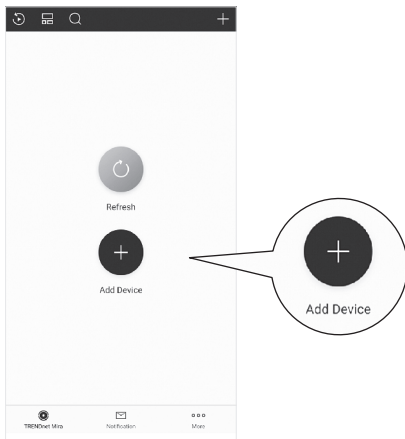 Refresh
Add Device
Add Device
TRENDnet Mira
Notification
More